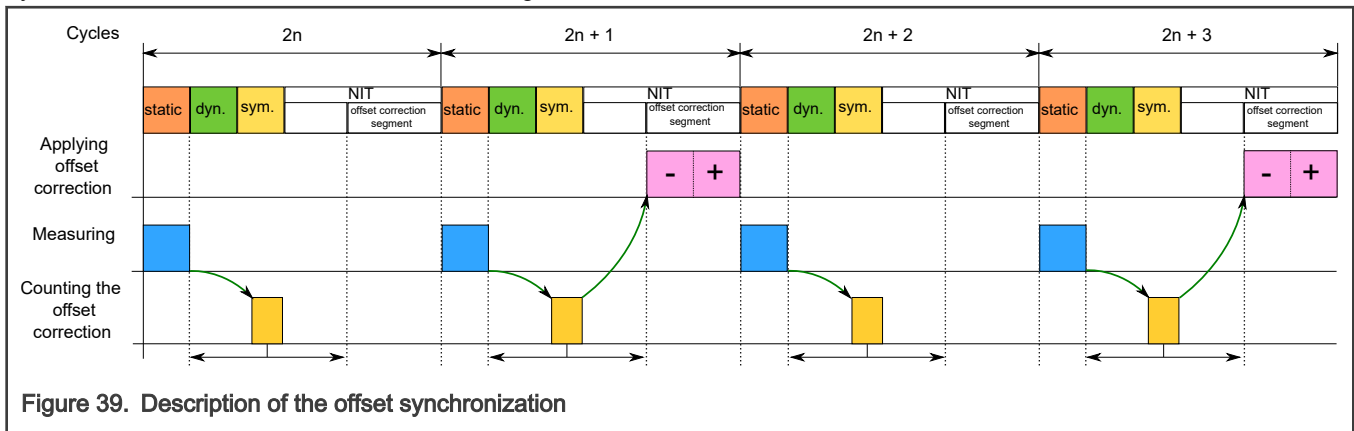 Cycles 2n 2n + 1 2n + 2 2n + 3
NIT NIT NIT NIT
static dyn. sym. offset correction static dyn. sym. offset correction static dyn. sym. offset correction static dyn. sym. offset correction
segment segment segment segment
Applying
offset
correction
- + - +
Measuring
Counting the
offset
correction
Figure 39. Description of the offset synchronization